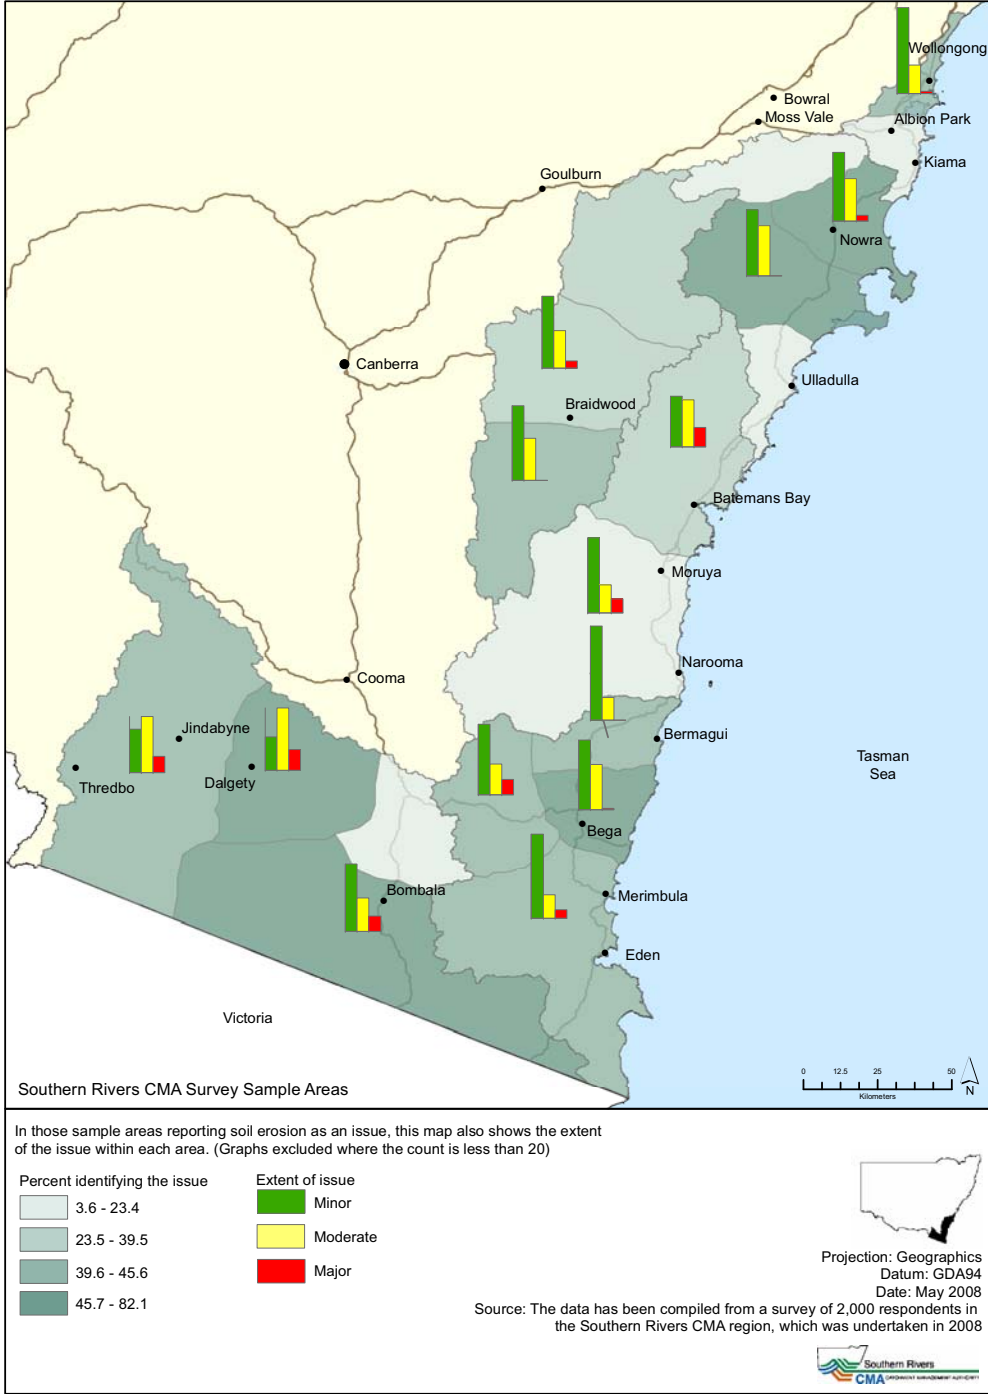 Wollongong
Bowral
Moss Vale
Albion Park
Kiama
Goulburn
Nowra
Canberra
Ulladulla
Braidwood
Batemans Bay
Moruya
Narooma
Cooma
Jindabyne
Bermagui
Tasman
Sea
Thredbo
Dalgety
Bega
Bombala
Merimbula
Eden
Victoria
Southern Rivers CMA Survey Sample Areas
0 12.5 25 50
Kilometers
N
In those sample areas reporting soil erosion as an issue, this map also shows the extent
of the issue within each area. (Graphs excluded where the count is less than 20)
Percent identifying the issue
3.6 - 23.4
23.5 - 39.5
39.6 - 45.6
45.7 - 82.1
Extent of issue
Minor
Moderate
Major
Projection: Geographics
Datum: GDA94
Date: May 2008
Source: The data has been compiled from a survey of 2,000 respondents in
the Southern Rivers CMA region, which was undertaken in 2008
Southern Rivers
CMA CATCHMENT MANAGEMENT AUTHORITY